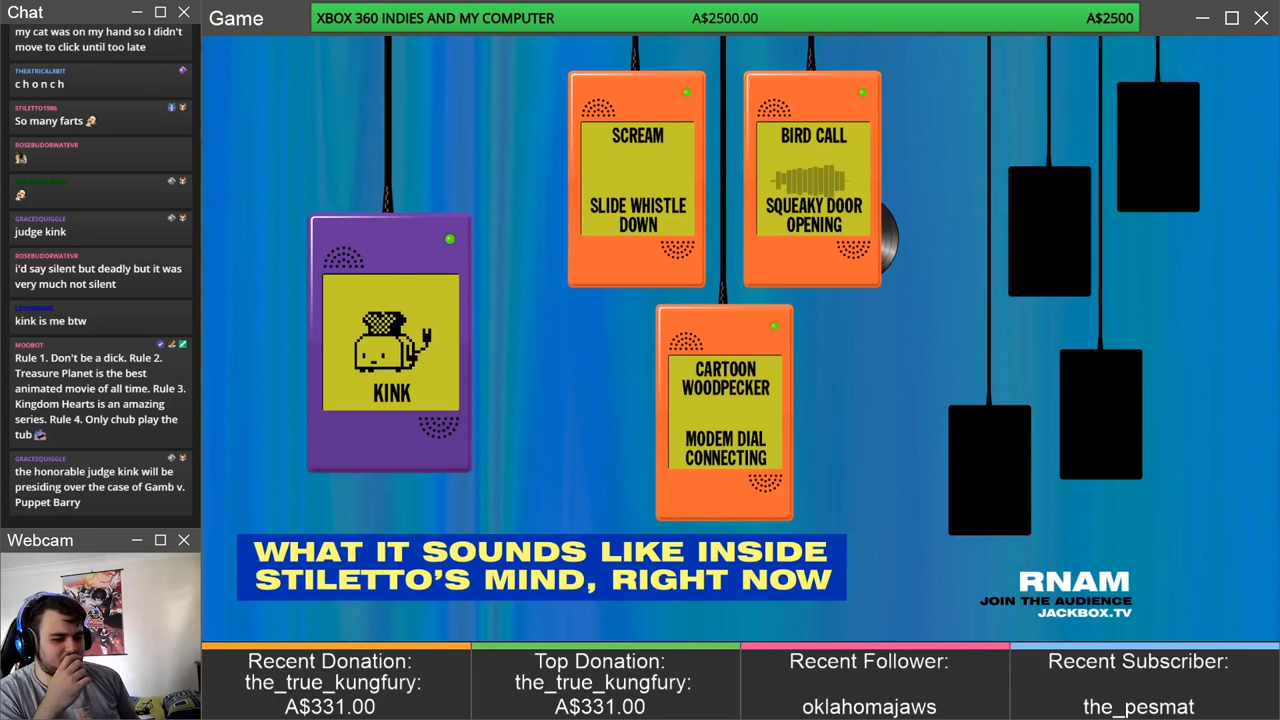 Chat
Game
XBOX 360 INDIES AND MY COMPUTER
A$2500.00
A$2500
my cat was on my hand so I didn't
move to click until too late
THEATRICAL8BIT
c h o n c h
STILETTO1986
So many farts
ROSEBUDORWATEVR
GRACESQUIGGLE
judge kink
ROSEBUDORWATEVR
i'd say silent but deadly but it was
very much not silent
kink is me btw
MOOBOT
Rule 1. Don't be a dick. Rule 2.
Treasure Planet is the best
animated movie of all time. Rule 3.
Kingdom Hearts is an amazing
series. Rule 4. Only chub play the
tub
GRACESQUIGGLE
the honorable judge kink will be
presiding over the case of Gamb v.
Puppet Barry
Webcam
KINK
SCREAM
SLIDE WHISTLE
DOWN
BIRD CALL
SQUEAKY DOOR
OPENING
CARTOON
WOODPECKER
MODEM DIAL
CONNECTING
WHAT IT SOUNDS LIKE INSIDE
STILETTO'S MIND, RIGHT NOW
RNAM
JOIN THE AUDIENCE
JACKBOX.TV
Recent Donation:
the_true_kungfury:
A$331.00
Top Donation:
the_true_kungfury:
A$331.00
Recent Follower:
oklahomajaws
Recent Subscriber:
the_pesmat